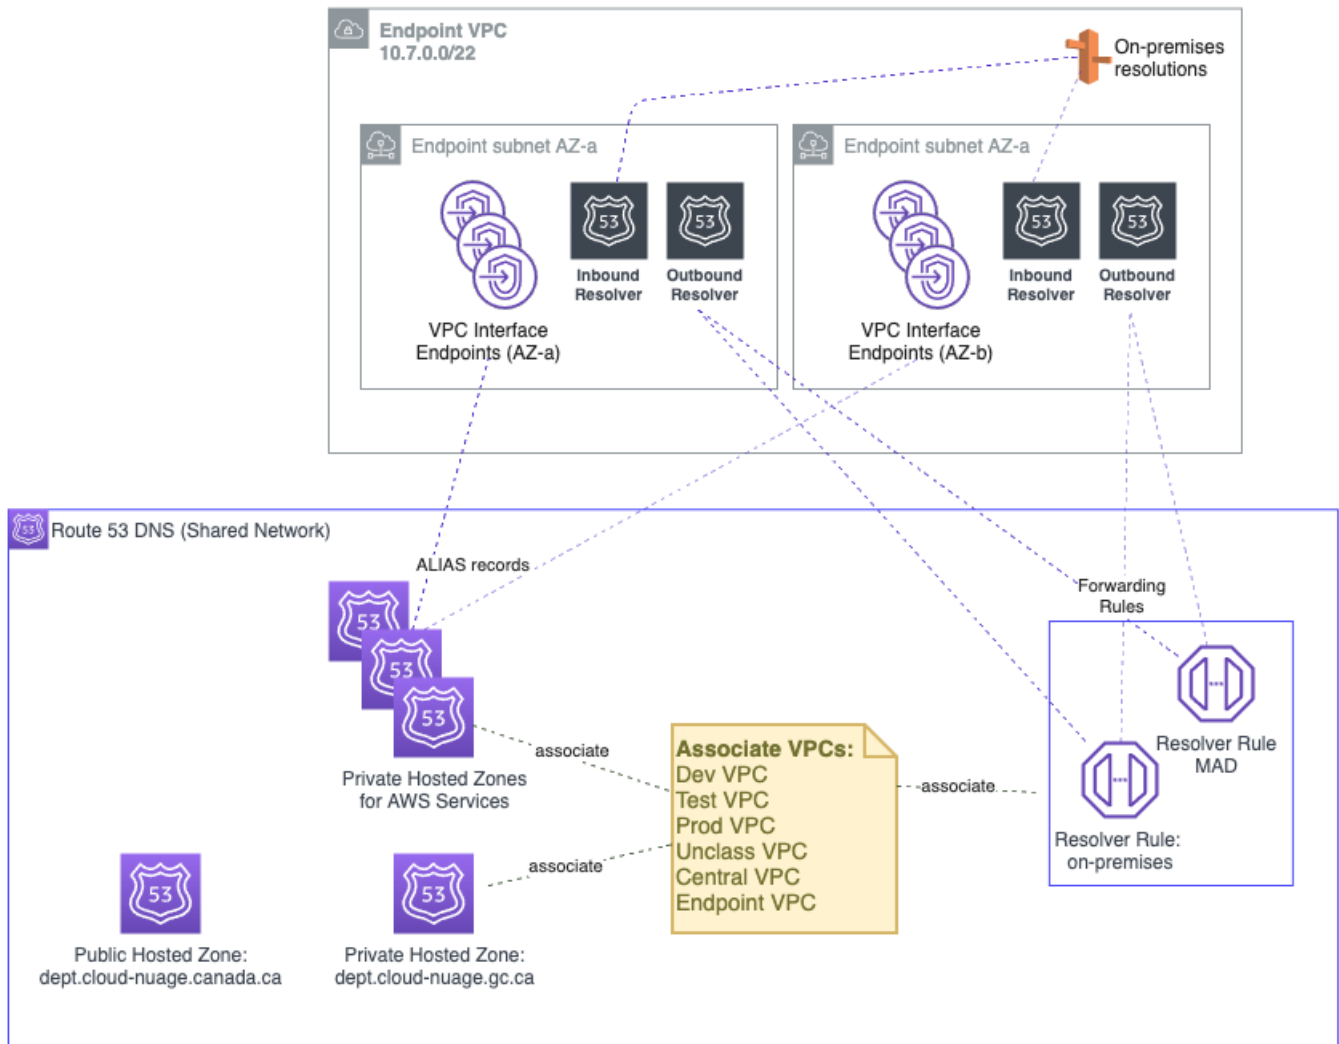 Endpoint VPC
10.7.0.0/22
On-premises
resolutions
Endpoint subnet AZ-a
Endpoint subnet AZ-a
53
53
53
53
Inbound
Resolver
Outbound
Resolver
Inbound
Resolver
Outbound
Resolver
VPC Interface
Endpoints (AZ-a)
VPC Interface
Endpoints (AZ-b)
53
Route 53 DNS (Shared Network)
ALIAS records
Forwarding
Rules
53
53
53
associate
Private Hosted Zones
for AWS Services
Associate VPCs:
Dev VPC
Test VPC
Prod VPC
Unclass VPC
Central VPC
Endpoint VPC
associate
Resolver Rule
MAD
Resolver Rule:
on-premises
associate
53
53
Public Hosted Zone:
dept.cloud-nuage.canada.ca
Private Hosted Zone:
dept.cloud-nuage.gc.ca